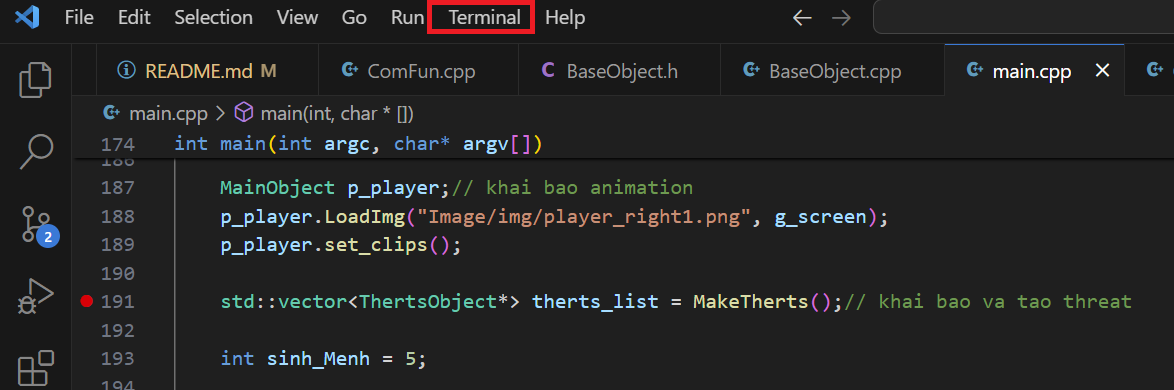 File Edit Selection View Go Run Terminal Help
README.md M ComFun.cpp C BaseObject.h BaseObject.cpp main.cpp
main.cpp > main(int, char * [])
174 int main(int argc, char* argv[])
186
187 MainObject p_player;// khai bao animation
188 p_player.LoadImg("Image/img/player_right1.png", g_screen);
189 p_player.set_clips();
190
191 std::vector<ThertsObject*> therts_list = MakeTherts();// khai bao va tao threat
192
2
193 int sinh_Menh = 5;
194